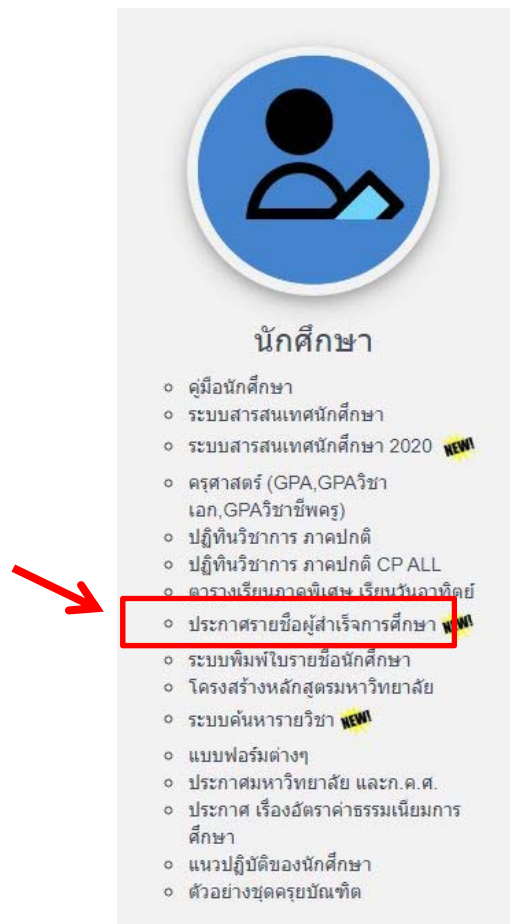 นักศึกษา
คู่มือนักศึกษา
ระบบสารสนเทศนักศึกษา
ระบบสารสนเทศนักศึกษา 2020 NEW!
ครุศาสตร์ (GPA,GPAวิชา
เอก,GPAวิชาชีพครู)
ปฏิทินวิชาการ ภาคปกติ
ปฏิทินวิชาการ ภาคปกติ CP ALL
ตารางเรียนภาคพิเศษ เรียนวันอาทิตย์
ประกาศรายชื่อผู้สำเร็จการศึกษา NEW!
ระบบพิมพ์ใบรายชื่อนักศึกษา
โครงสร้างหลักสูตรมหาวิทยาลัย
ระบบค้นหารายวิชา NEW!
แบบฟอร์มต่างๆ
ประกาศมหาวิทยาลัย และก.ค.ศ.
ประกาศ เรื่องอัตราค่าธรรมเนียมการ
ศึกษา
แนวปฏิบัติของนักศึกษา
ตัวอย่างชุดครุยบัณฑิต